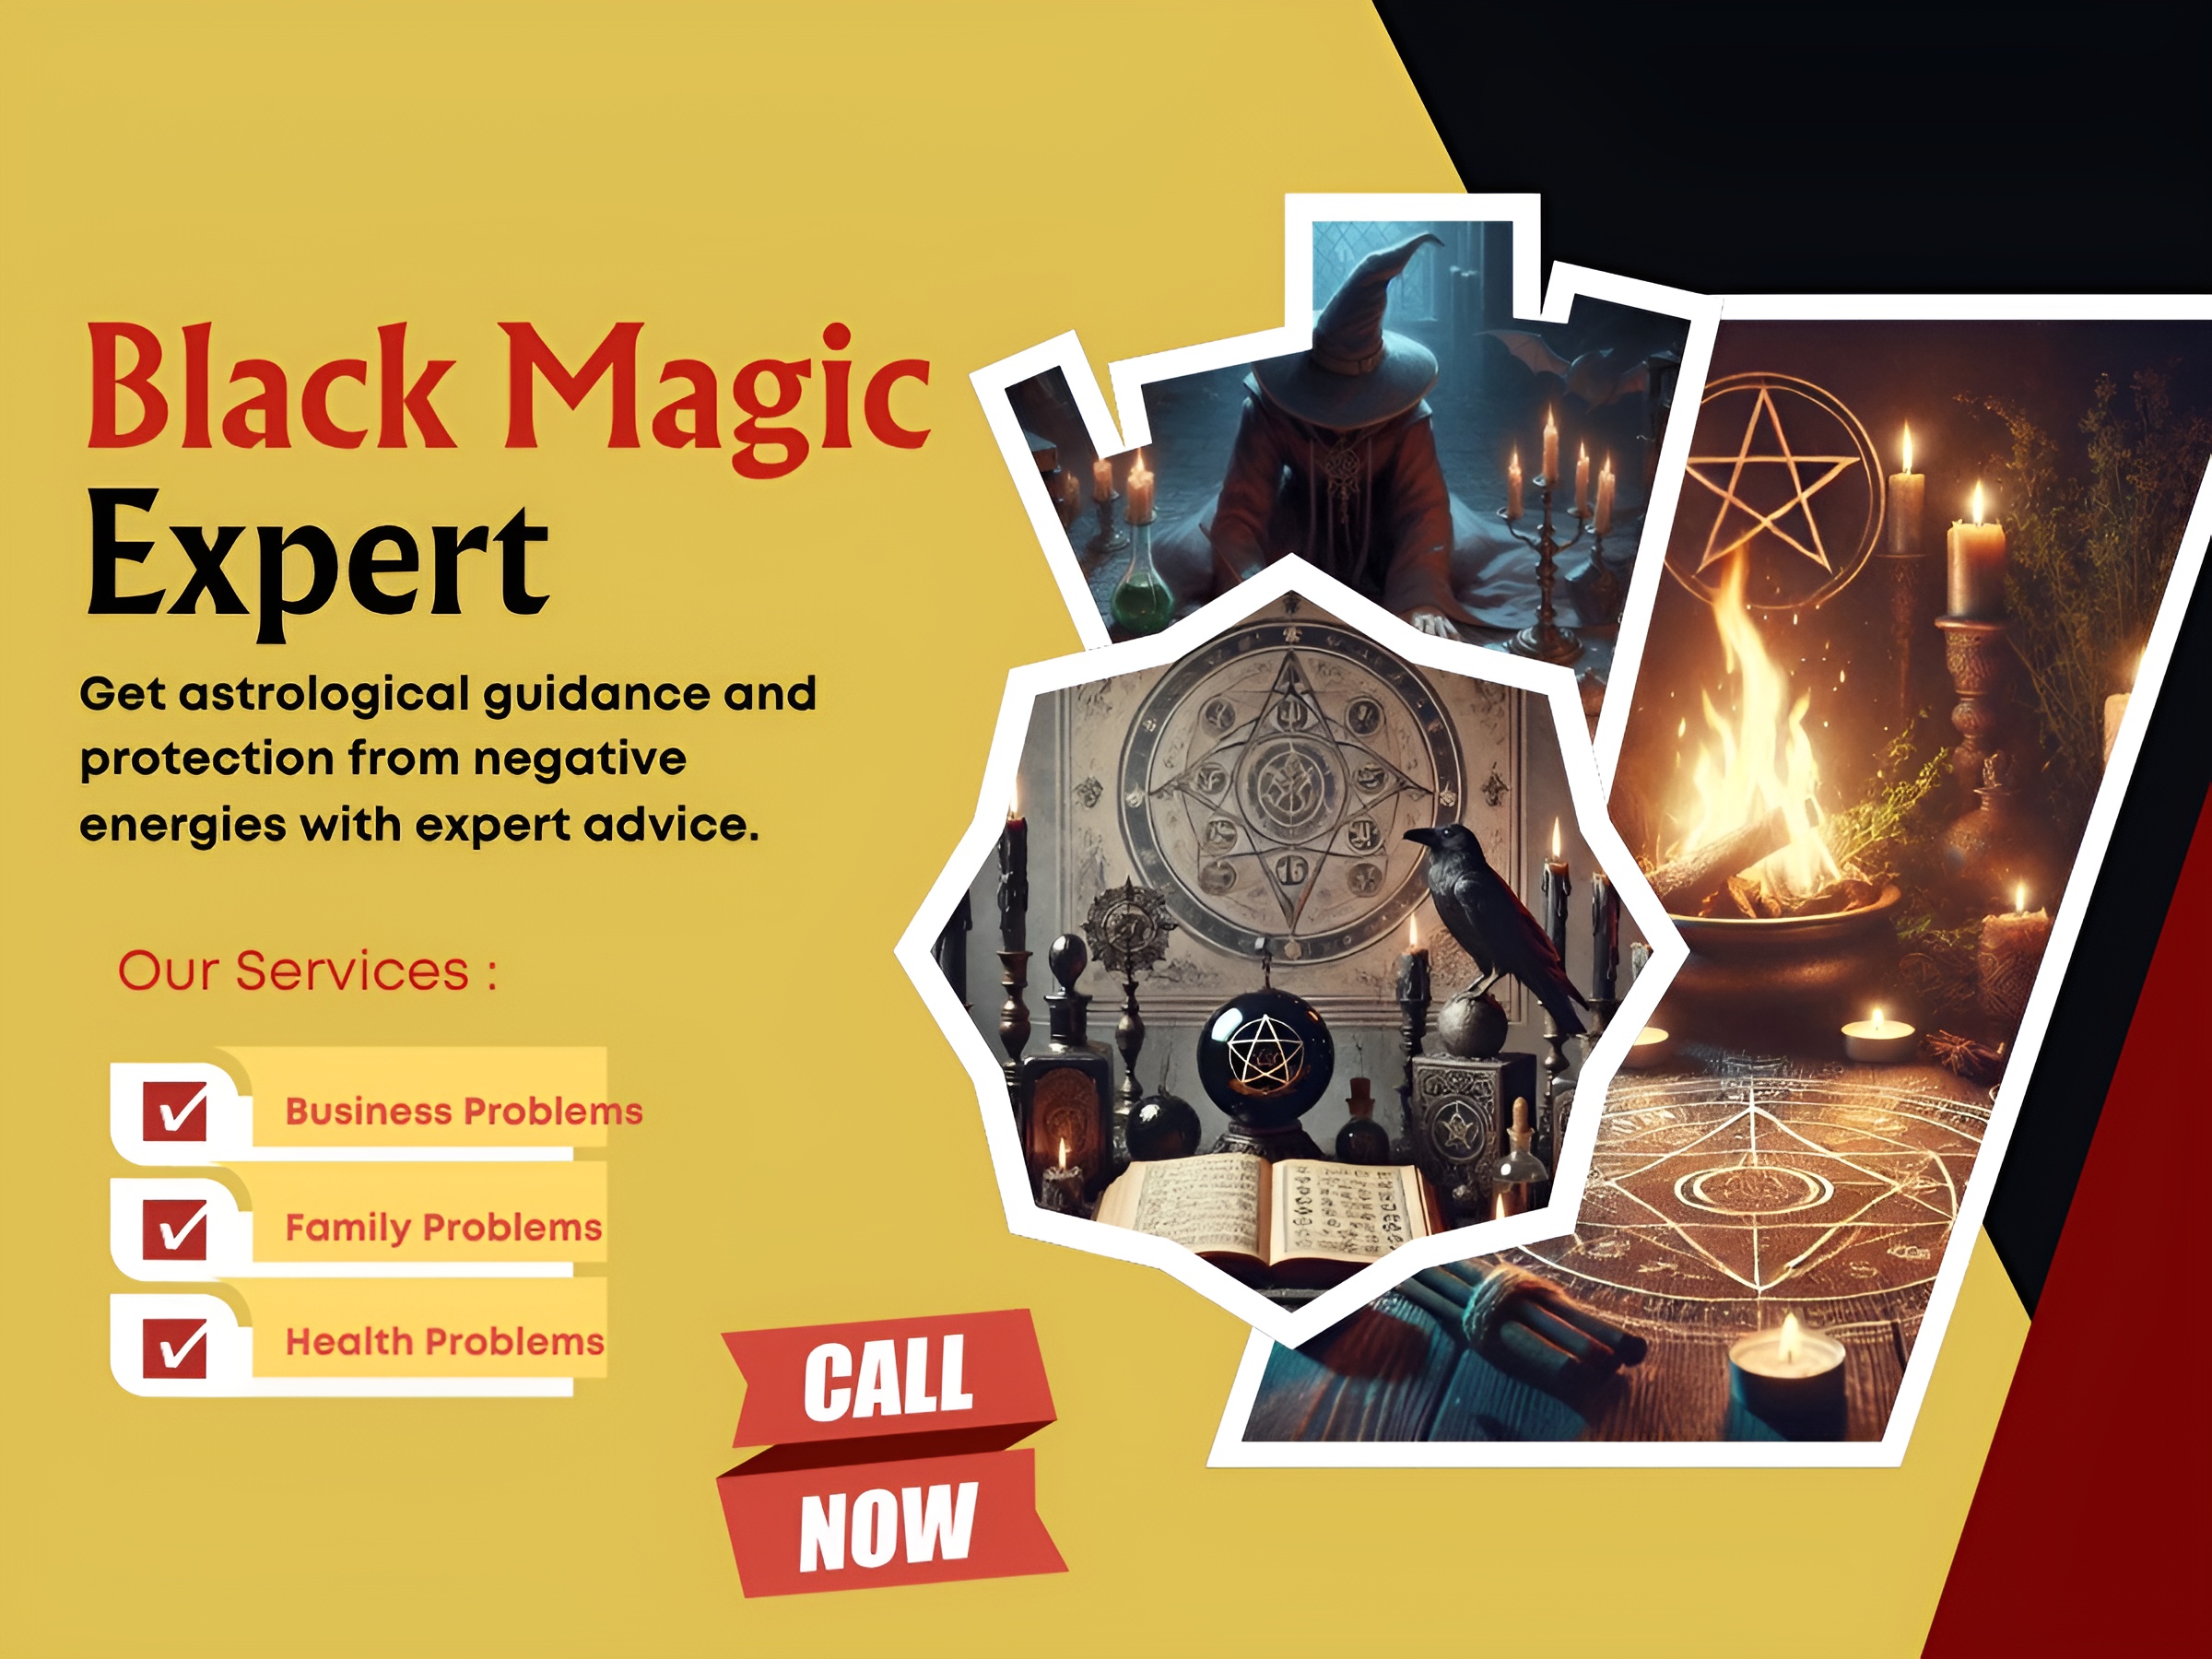 Black Magic
Expert
Get astrological guidance and
protection from negative
energies with expert advice.
Our Services :
Business Problems
Family Problems
Health Problems
CALL
NOW